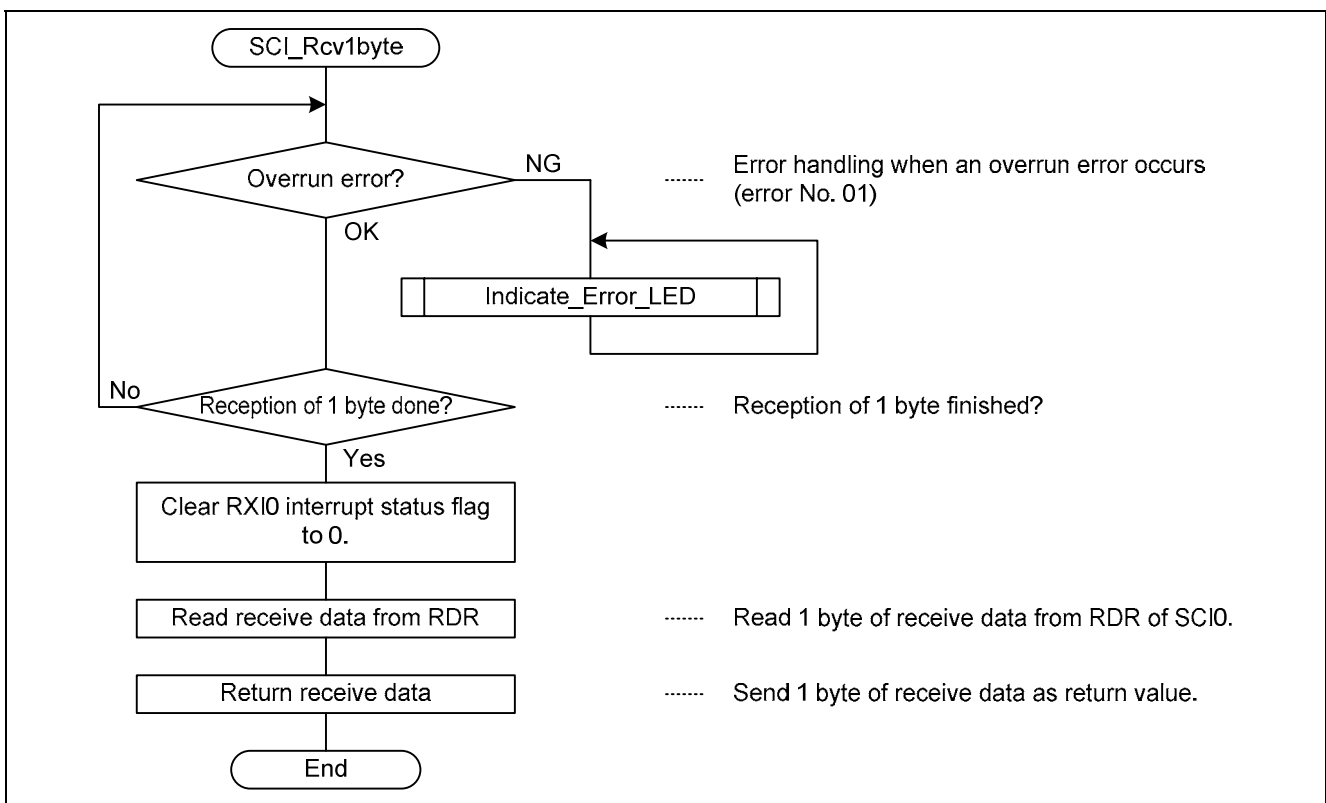 SCI_Rcv1byte
Overrun error?
NG
Error handling when an overrun error occurs
(error No. 01)
OK
Indicate_Error_LED
No
Reception of 1 byte done?
Reception of 1 byte finished?
Yes
Clear RXI0 interrupt status flag
to 0.
Read receive data from RDR
Read 1 byte of receive data from RDR of SCI0.
Return receive data
Send 1 byte of receive data as return value.
End